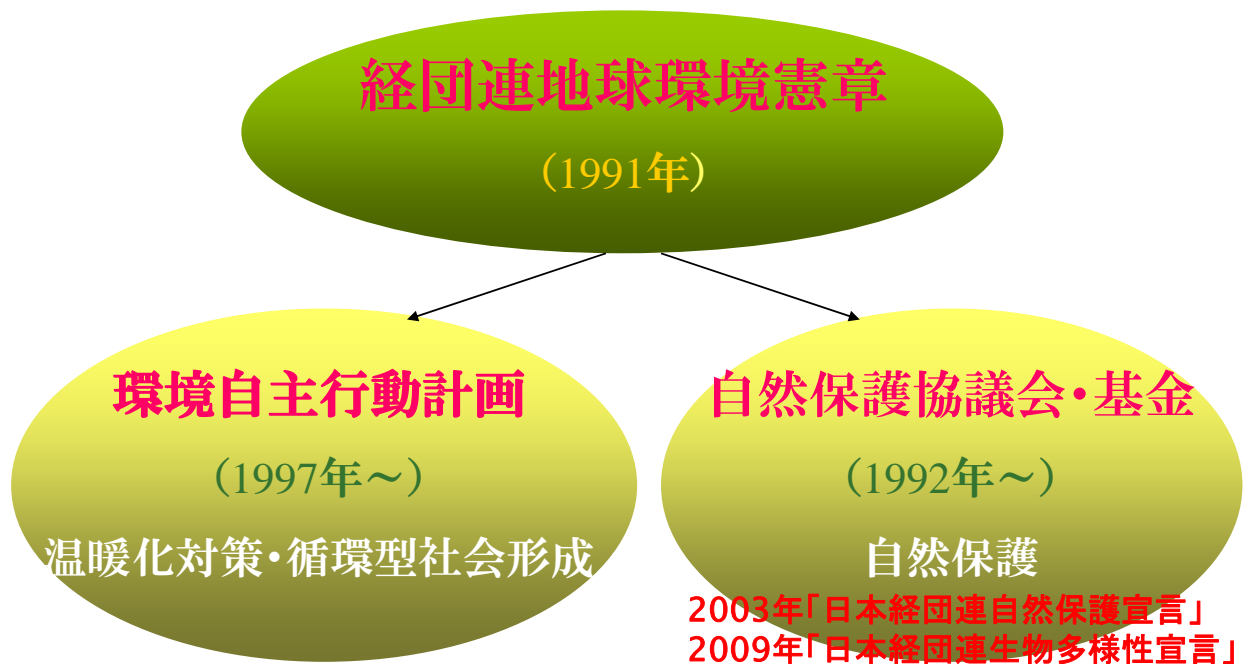 経団連地球環境憲章
（1991年）
環境自主行動計画
（1997年～）
温暖化対策・循環型社会形成
自然保護協議会・基金
（1992年～）
自然保護
2003年「日本経団連自然保護宣言」
2009年「日本経団連生物多様性宣言」